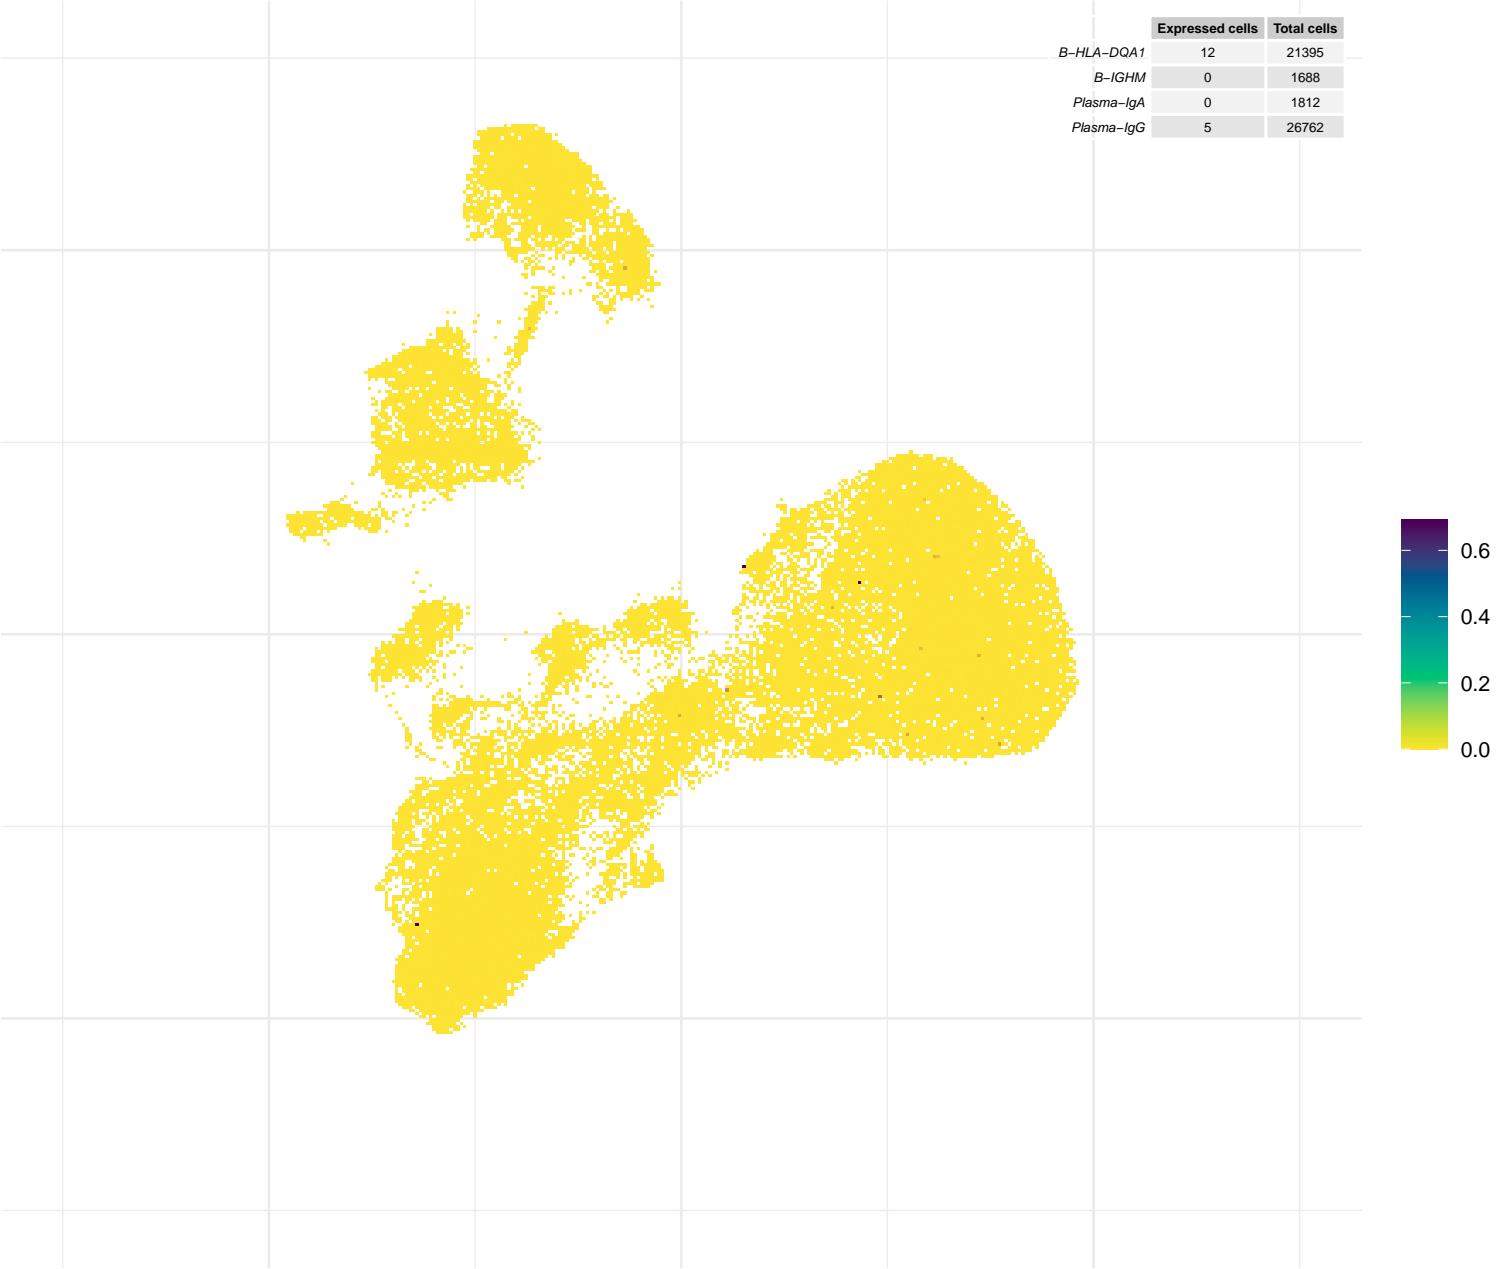 Expressed cells Total cells
B−HLA−DQA1 12 21395
B−IGHM 0 1688
Plasma−IgA 0 1812
Plasma−IgG 5 26762
0.6
0.4
0.2
0.0